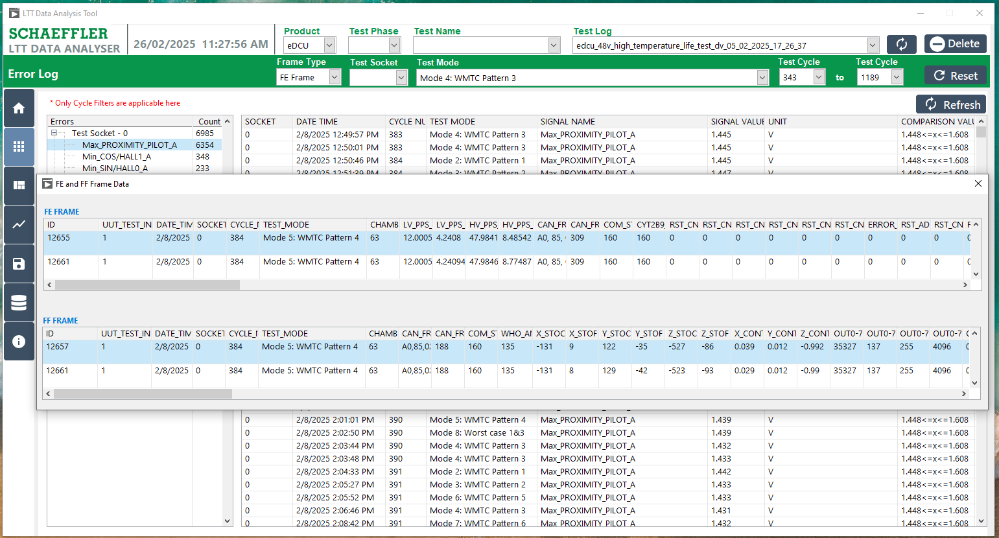 LTT Data Analysis Tool
SCHAEFFLER
LTT DATA ANALYSER
26/02/2025 11:27:56 AM
Product Test Phase Test Name Test Log
eDCU edcu_48v_high_temperature_life_test_dv_05_02_2025_17_26_37
Delete
Error Log
Frame Type Test Socket Test Mode Test Cycle Test Cycle
FE Frame Mode 4: WMTC Pattern 3 343 to 1189
Reset
* Only Cycle Filters are applicable here
Refresh
Errors Count
Test Socket - 0 6985
Max_PROXIMITY_PILOT_A 6354
Min_COS/HALL1_A 348
Min_SIN/HALL0_A 233
SOCKET DATE TIME CYCLE NU TEST MODE SIGNAL NAME SIGNAL VALUE UNIT COMPARISON VALU
0 2/8/2025 12:49:57 PM 383 Mode 4: WMTC Pattern 3 Max_PROXIMITY_PILOT_A 1.445 V 1.448<=x<=1.608
0 2/8/2025 12:50:01 PM 383 Mode 4: WMTC Pattern 3 Max_PROXIMITY_PILOT_A 1.445 V 1.448<=x<=1.608
0 2/8/2025 12:50:46 PM 384 Mode 2: WMTC Pattern 1 Max_PROXIMITY_PILOT_A 1.445 V 1.448<=x<=1.608
0 2/8/2025 12:51:39 PM 384 Mode 3: WMTC Pattern 2 Max_PROXIMITY_PILOT_A 1.447 V 1.448<=x<=1.608
FE and FF Frame Data
FE FRAME
ID UUT_TEST_IN DATE_TIM SOCKET CYCLE_N TEST_MODE CHAMB LV_PPS_ LV_PPS_ HV_PPS_ HV_PPS_ CAN_FR CAN_FR COM_ST CYT2B9_ RST_CN RST_CN RST_CN RST_CN RST_CN RST_CN ERROR_ RST_AD RST_CN
12655 1 2/8/2025 0 384 Mode 5: WMTC Pattern 4 63 12.0005 4.2408 47.9841 8.48542 A0, 85, 309 160 160 0 0 0 0 0 0 0 0 0
12661 1 2/8/2025 0 384 Mode 5: WMTC Pattern 4 63 12.0005 4.24094 47.9846 8.77487 A0, 85, 309 160 160 0 0 0 0 0 0 0 0 0
FF FRAME
ID UUT_TEST_IN DATE_TIM SOCKET CYCLE_N TEST_MODE CHAMB CAN_FR CAN_FR COM_ST WHO_AM X_STOC X_STOF Y_STOC Y_STOF Z_STOC Z_STOF X_CONT Y_CONT Z_CONT OUT0-7 OUT0-7 OUT0-7 OUT0-7
12657 1 2/8/2025 0 384 Mode 5: WMTC Pattern 4 63 A0,85,02 188 160 135 -131 9 122 -35 -527 -86 0.039 0.012 -0.992 35327 137 255 4096
12661 1 2/8/2025 0 384 Mode 5: WMTC Pattern 4 63 A0,85,02 188 160 135 -131 8 129 -42 -523 -93 0.029 0.012 -0.99 35327 137 255 4096
0 2/8/2025 2:01:01 PM 390 Mode 5: WMTC Pattern 4 Max_PROXIMITY_PILOT_A 1.439 V 1.448<=x<=1.608
0 2/8/2025 2:02:50 PM 390 Mode 8: Worst case 1&3 Max_PROXIMITY_PILOT_A 1.439 V 1.448<=x<=1.608
0 2/8/2025 2:03:44 PM 390 Mode 4: WMTC Pattern 3 Max_PROXIMITY_PILOT_A 1.432 V 1.448<=x<=1.608
0 2/8/2025 2:03:48 PM 390 Mode 4: WMTC Pattern 3 Max_PROXIMITY_PILOT_A 1.433 V 1.448<=x<=1.608
0 2/8/2025 2:04:33 PM 391 Mode 2: WMTC Pattern 1 Max_PROXIMITY_PILOT_A 1.442 V 1.448<=x<=1.608
0 2/8/2025 2:05:27 PM 391 Mode 3: WMTC Pattern 2 Max_PROXIMITY_PILOT_A 1.433 V 1.448<=x<=1.608
0 2/8/2025 2:05:52 PM 391 Mode 6: WMTC Pattern 5 Max_PROXIMITY_PILOT_A 1.433 V 1.448<=x<=1.608
0 2/8/2025 2:06:46 PM 391 Mode 4: WMTC Pattern 3 Max_PROXIMITY_PILOT_A 1.431 V 1.448<=x<=1.608
0 2/8/2025 2:08:42 PM 391 Mode 7: WMTC Pattern 6 Max_PROXIMITY_PILOT_A 1.432 V 1.448<=x<=1.608